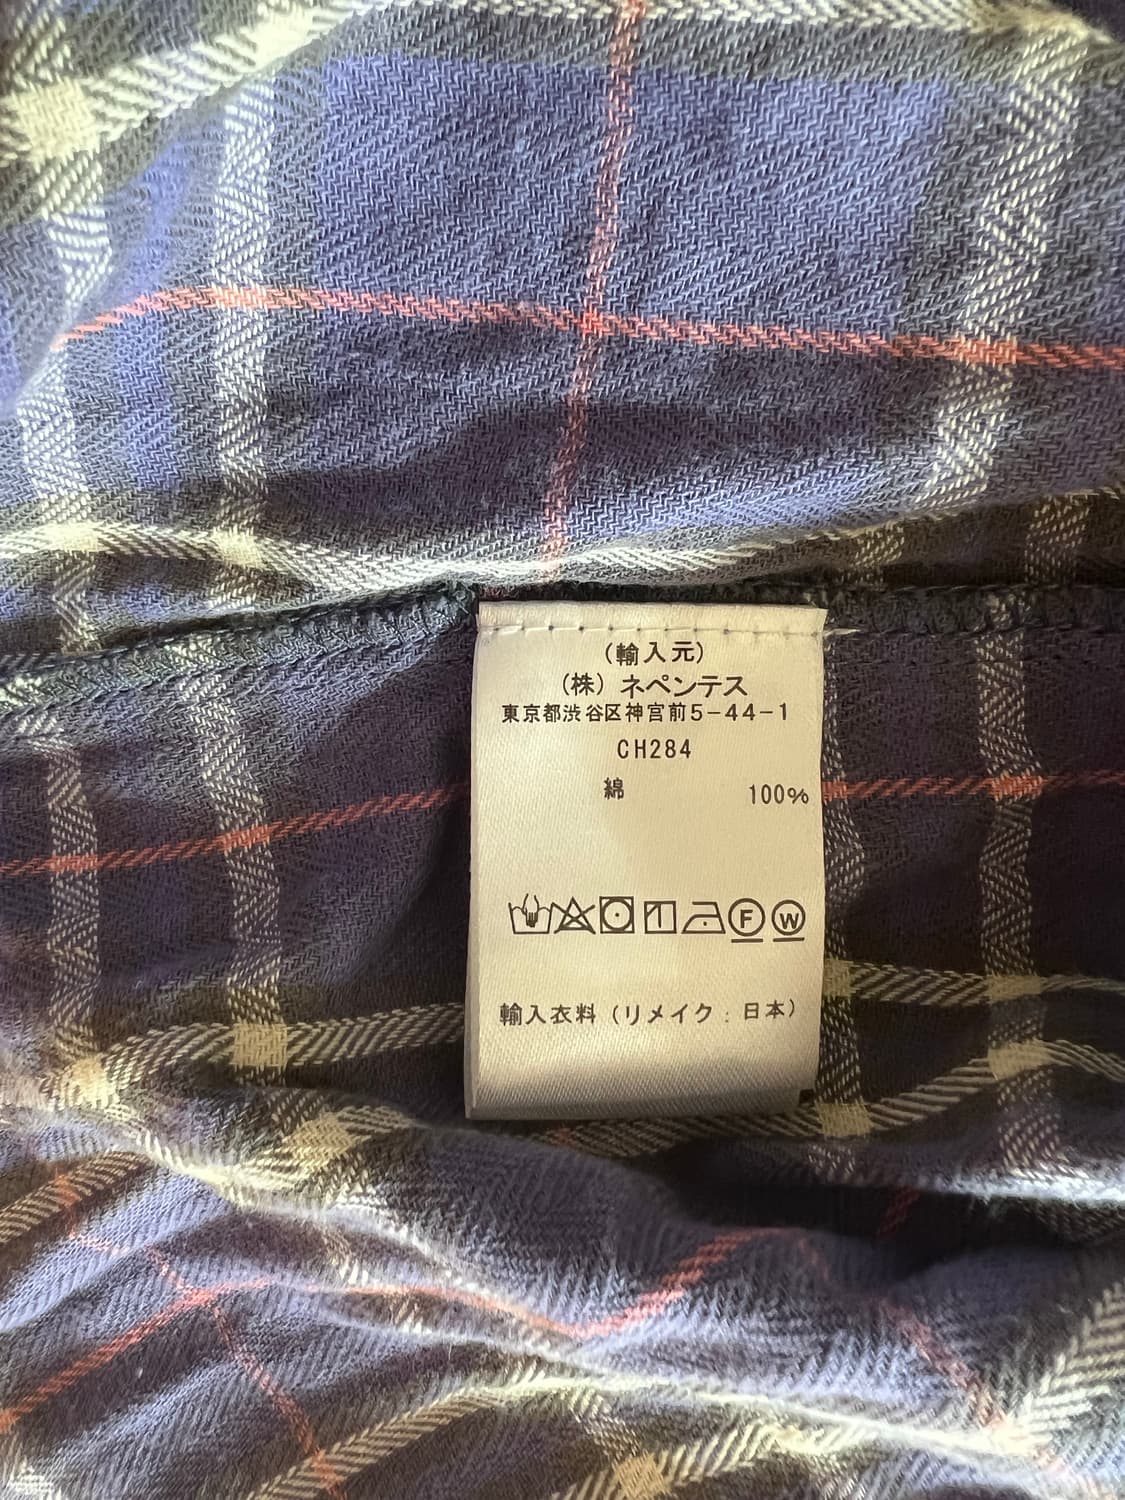 (輸入元)
(株) ネペンテス
東京都渋谷区神宮前5-44-1
CH284
綿 100%
F W
輸入衣料 (リメイク : 日本)